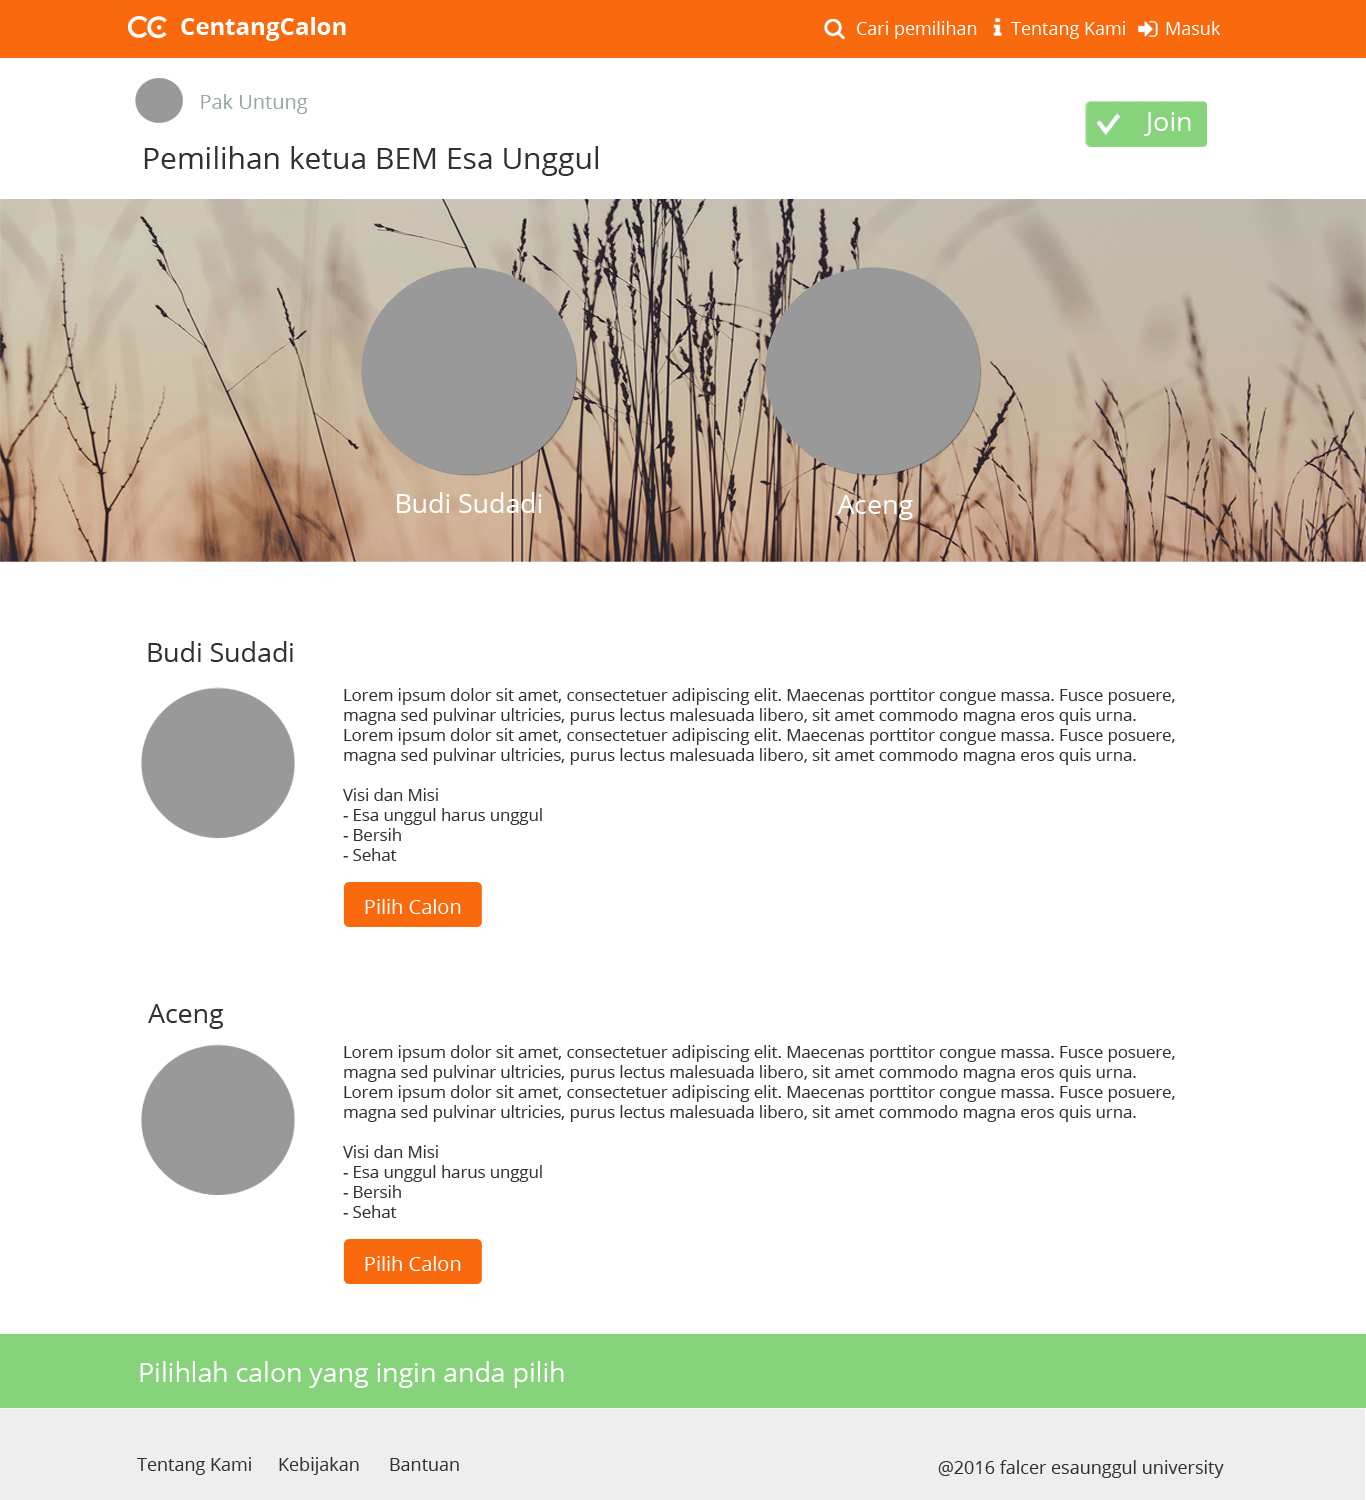 CentangCalon
Cari pemilihan
Tentang Kami
Masuk
Pak Untung
Join
Pemilihan ketua BEM Esa Unggul
Budi Sudadi
Aceng
Budi Sudadi
Lorem ipsum dolor sit amet, consectetuer adipiscing elit. Maecenas porttitor congue massa. Fusce posuere,
magna sed pulvinar ultricies, purus lectus malesuada libero, sit amet commodo magna eros quis urna.
Lorem ipsum dolor sit amet, consectetuer adipiscing elit. Maecenas porttitor congue massa. Fusce posuere,
magna sed pulvinar ultricies, purus lectus malesuada libero, sit amet commodo magna eros quis urna.
Visi dan Misi
- Esa unggul harus unggul
- Bersih
- Sehat
Pilih Calon
Aceng
Lorem ipsum dolor sit amet, consectetuer adipiscing elit. Maecenas porttitor congue massa. Fusce posuere,
magna sed pulvinar ultricies, purus lectus malesuada libero, sit amet commodo magna eros quis urna.
Lorem ipsum dolor sit amet, consectetuer adipiscing elit. Maecenas porttitor congue massa. Fusce posuere,
magna sed pulvinar ultricies, purus lectus malesuada libero, sit amet commodo magna eros quis urna.
Visi dan Misi
- Esa unggul harus unggul
- Bersih
- Sehat
Pilih Calon
Pilihlah calon yang ingin anda pilih
Tentang Kami
Kebijakan
Bantuan
@2016 falcer esaunggul university